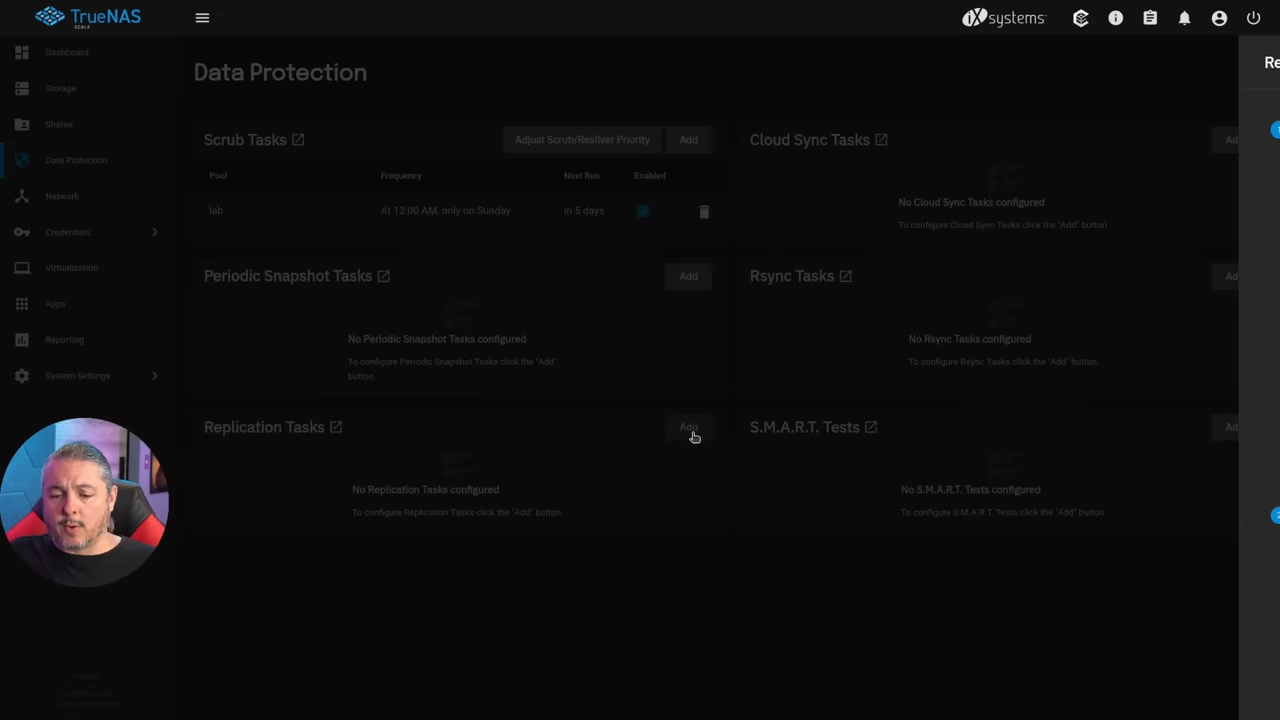 TrueNAS
SCALE
iXsystems
Dashboard
Storage
Shares
Data Protection
Network
Credentials
Virtualization
Apps
Reporting
System Settings
Data Protection
Scrub Tasks
Adjust Scrub/Resilver Priority
Add
Pool
Frequency
Next Run
Enabled
lab
At 12:00 AM, only on Sunday
in 5 days
Cloud Sync Tasks
Ad
No Cloud Sync Tasks configured
To configure Cloud Sync Tasks click the "Add" button
Periodic Snapshot Tasks
Add
No Periodic Snapshot Tasks configured
To configure Periodic Snapshot Tasks click the "Add"
button.
Rsync Tasks
Ad
No Rsync Tasks configured
To configure Rsync Tasks click the "Add" button.
Replication Tasks
Add
No Replication Tasks configured
To configure Replication Tasks click the "Add" button.
S.M.A.R.T. Tests
Ad
No S.M.A.R.T. Tests configured
To configure S.M.A.R.T. Tests click the "Add" button
Re
1
2